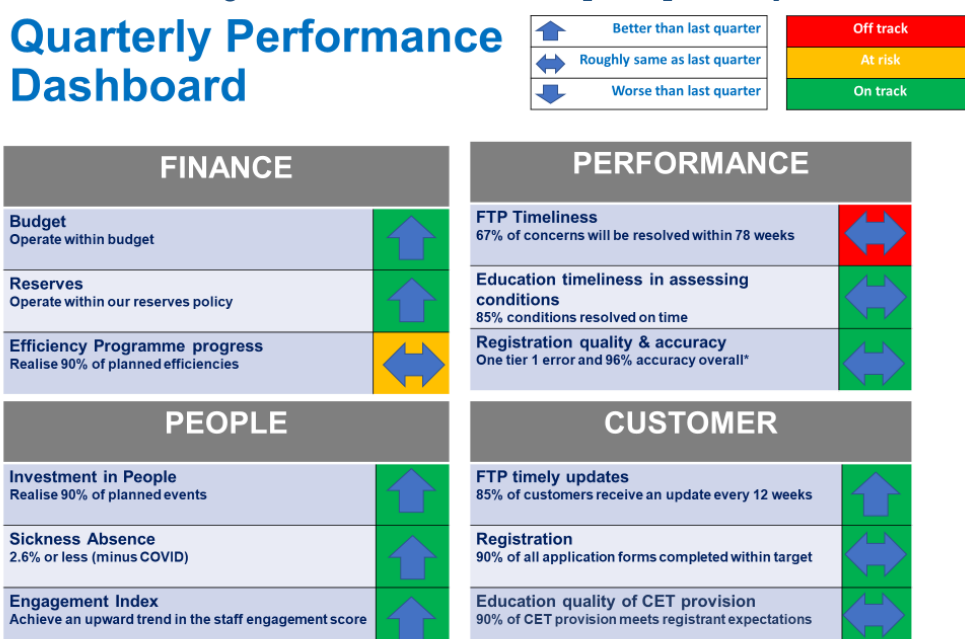 Quarterly Performance
Dashboard
Better than last quarter
Roughly same as last quarter
Worse than last quarter
Off track
At risk
On track
FINANCE
Budget
Operate within budget
Reserves
Operate within our reserves policy
Efficiency Programme progress
Realise 90% of planned efficiencies
PERFORMANCE
FTP Timeliness
67% of concerns will be resolved within 78 weeks
Education timeliness in assessing
conditions
85% conditions resolved on time
Registration quality & accuracy
One tier 1 error and 96% accuracy overall*
PEOPLE
Investment in People
Realise 90% of planned events
Sickness Absence
2.6% or less (minus COVID)
Engagement Index
Achieve an upward trend in the staff engagement score
CUSTOMER
FTP timely updates
85% of customers receive an update every 12 weeks
Registration
90% of all application forms completed within target
Education quality of CET provision
90% of CET provision meets registrant expectations